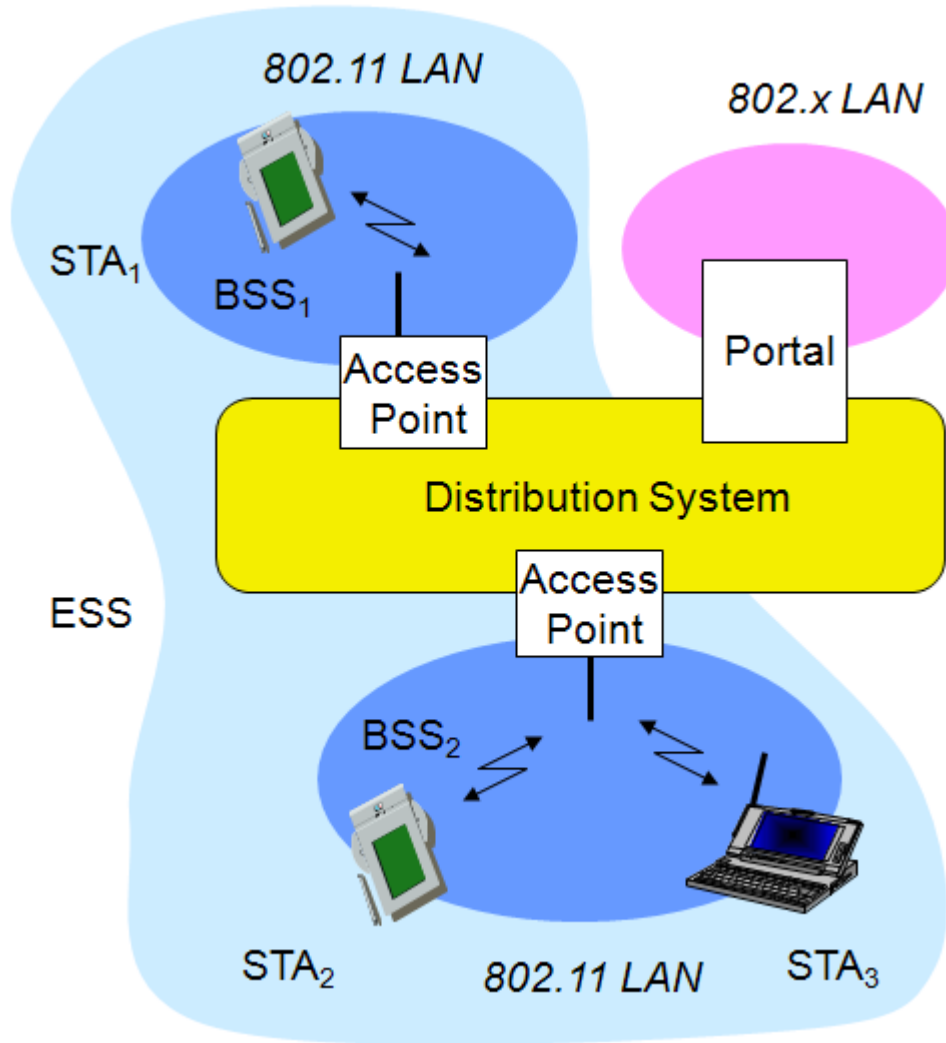 802.11 LAN
802.x LAN
STA₁
BSS₁
Access
Point
Portal
Distribution System
Access
Point
ESS
BSS₂
STA₂
802.11 LAN
STA₃